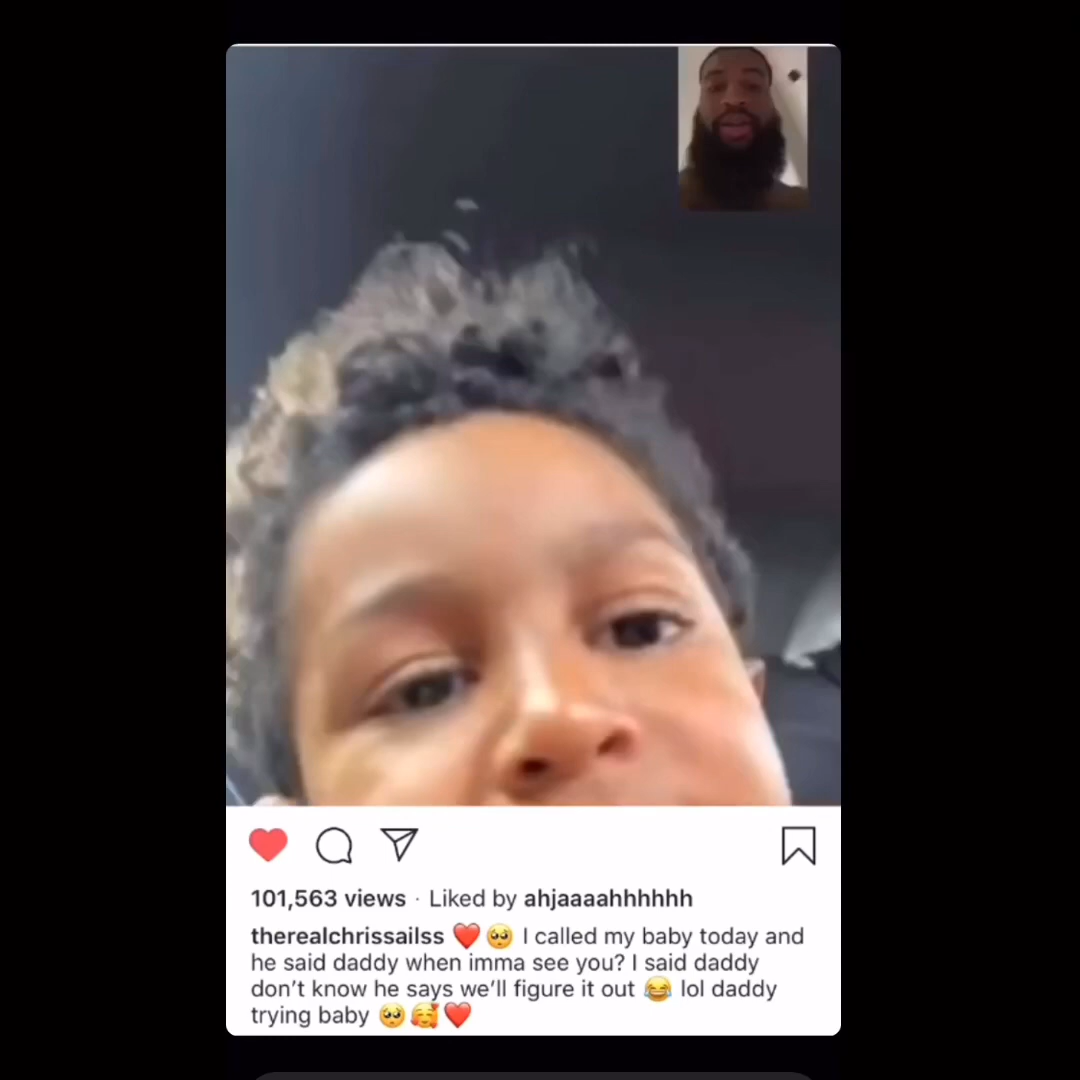 101,563 views · Liked by ahjaaaahhhhhh
therealchrissailss ❤️ 🥺 I called my baby today and
he said daddy when imma see you? I said daddy
don’t know he says we’ll figure it out 😂 lol daddy
trying baby 🥺🥰❤️